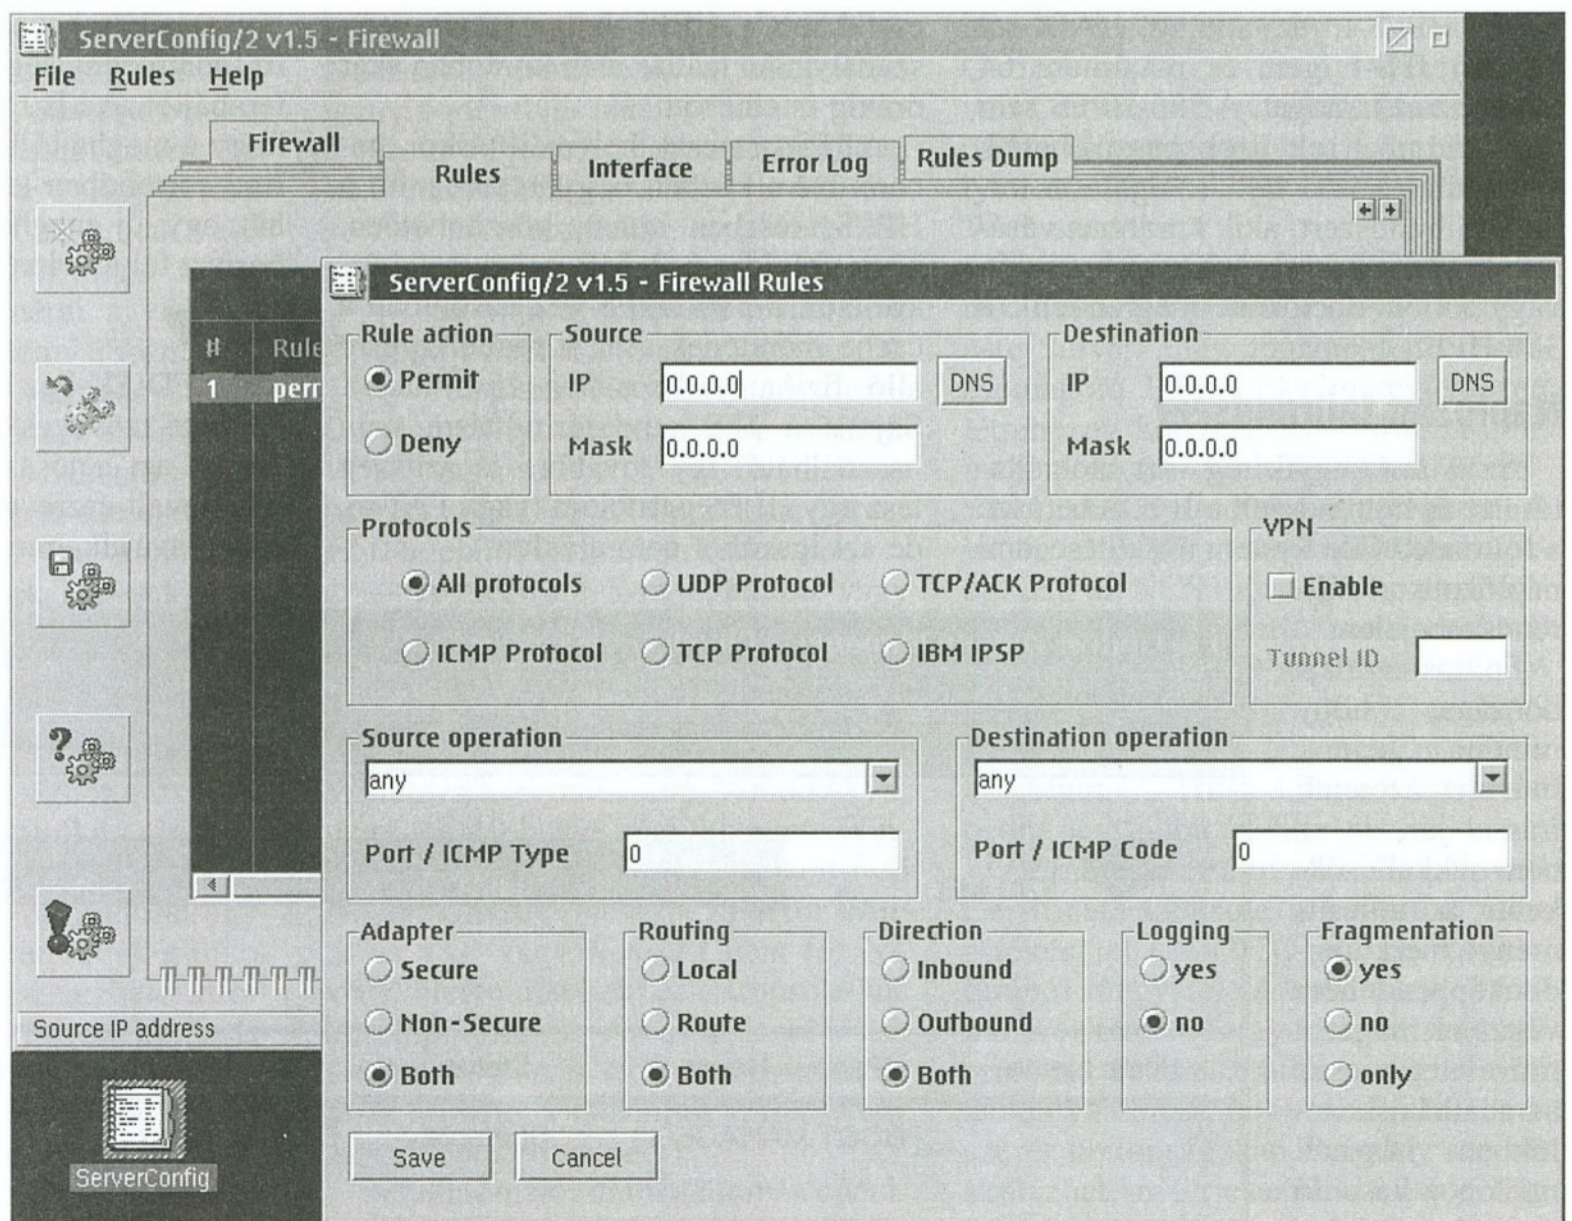 ServerConfig/2 v1.5 - Firewall
File Rules Help
Firewall Rules Interface Error Log Rules Dump
ServerConfig/2 v1.5 - Firewall Rules
# Rule
1 perr
Rule action
Permit
Deny
Source
IP 0.0.0.0 DNS
Mask 0.0.0.0
Destination
IP 0.0.0.0 DNS
Mask 0.0.0.0
Protocols
All protocols UDP Protocol TCP/ACK Protocol
ICMP Protocol TCP Protocol IBM IPSP
VPN
Enable
Tunnel ID
Source operation
any
Port / ICMP Type 0
Destination operation
any
Port / ICMP Code 0
Adapter
Secure
Non-Secure
Both
Routing
Local
Route
Both
Direction
Inbound
Outbound
Both
Logging
yes
no
Fragmentation
yes
no
only
Save Cancel
Source IP address
ServerConfig